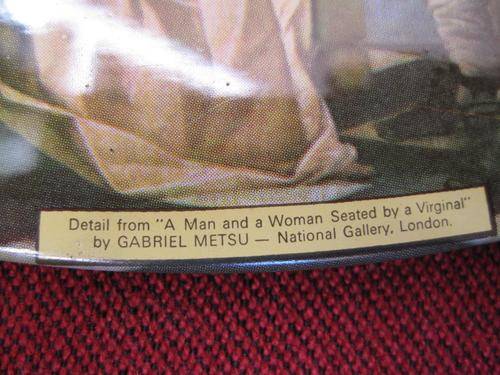 Detail from "A Man and a Woman Seated by a Virginal"
by GABRIEL METSU — National Gallery, London.